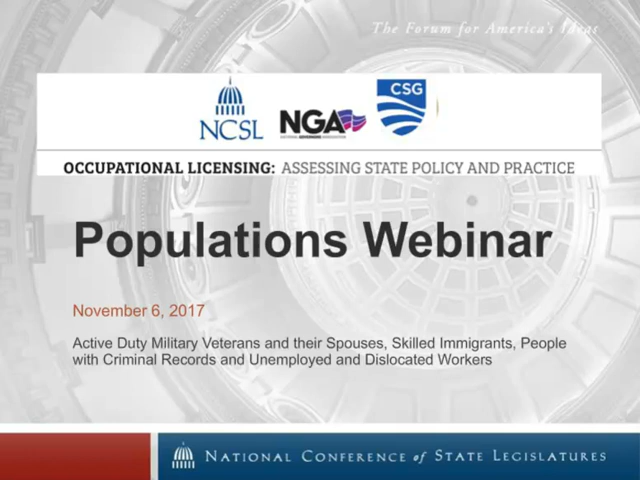 The Forum for America's Ideas
NCSL
NGA
CSG
OCCUPATIONAL LICENSING: ASSESSING STATE POLICY AND PRACTICE
Populations Webinar
November 6, 2017
Active Duty Military Veterans and their Spouses, Skilled Immigrants, People
with Criminal Records and Unemployed and Dislocated Workers
NATIONAL CONFERENCE of STATE LEGISLATURES